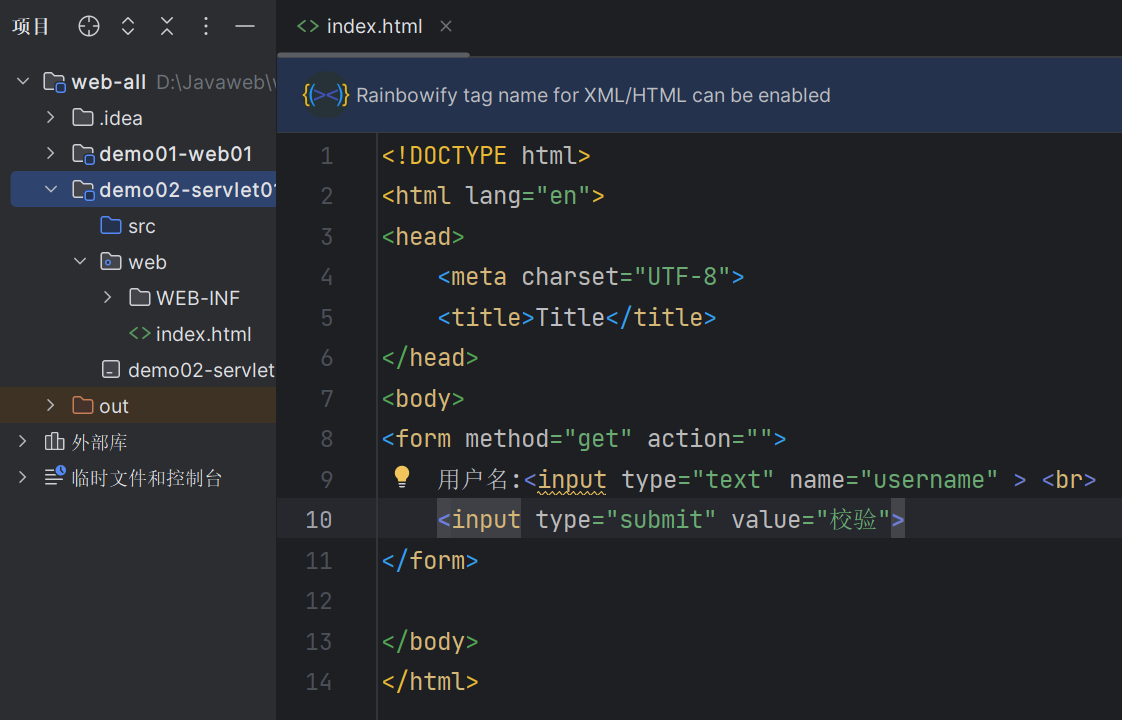 项目
web-all D:\Javaweb\
.idea
demo01-web01
demo02-servlet01
src
web
WEB-INF
index.html
demo02-servlet
out
外部库
临时文件和控制台
index.html
{(><)} Rainbowify tag name for XML/HTML can be enabled
1 <!DOCTYPE html>
2 <html lang="en">
3 <head>
4 <meta charset="UTF-8">
5 <title>Title</title>
6 </head>
7 <body>
8 <form method="get" action="">
9 用户名:<input type="text" name="username" > <br>
10 <input type="submit" value="校验">
11 </form>
12
13 </body>
14 </html>